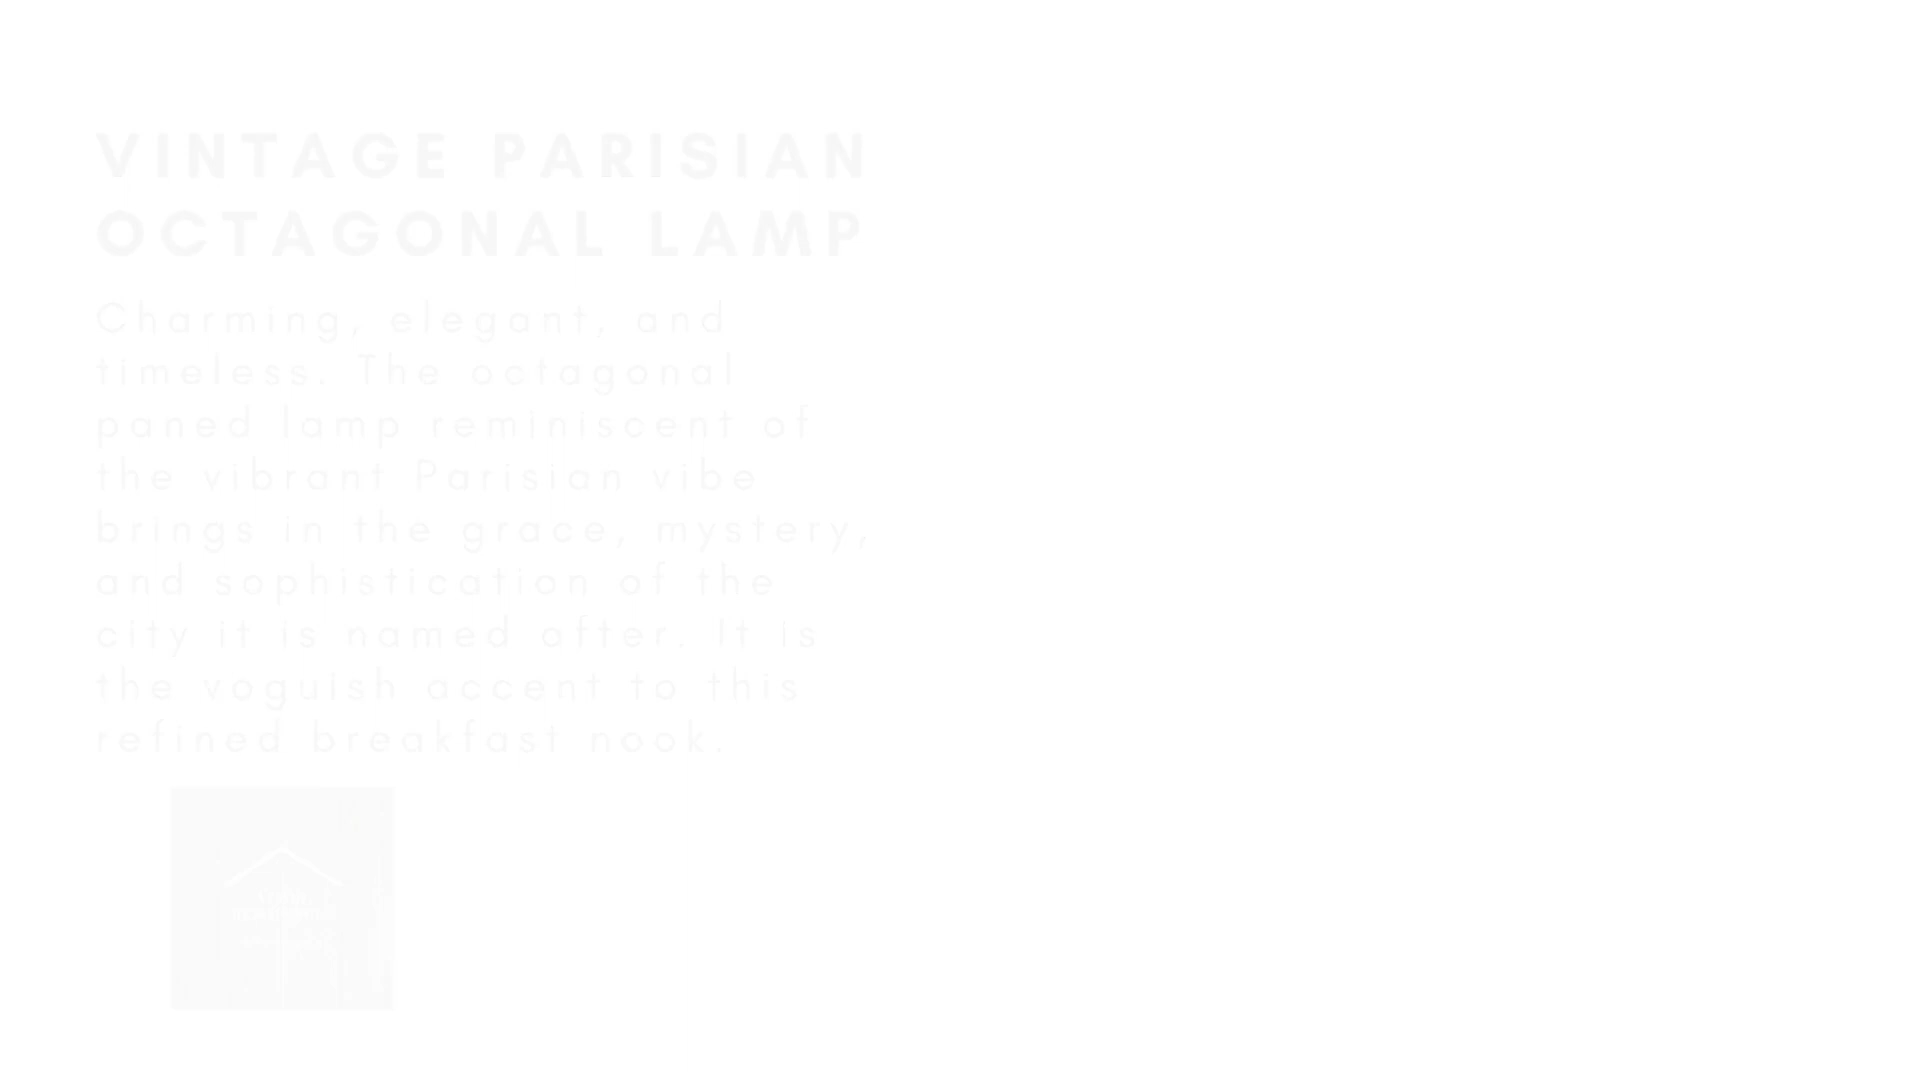 VINTAGE PARISIAN
OCTAGONAL LAMP
Charming, elegant, and
timeless. The octagonal
paned lamp reminiscent of
the vibrant Parisian vibe
brings in the grace, mystery,
and sophistication of the
city it is named after. It is
the voguish accent to this
refined breakfast nook.